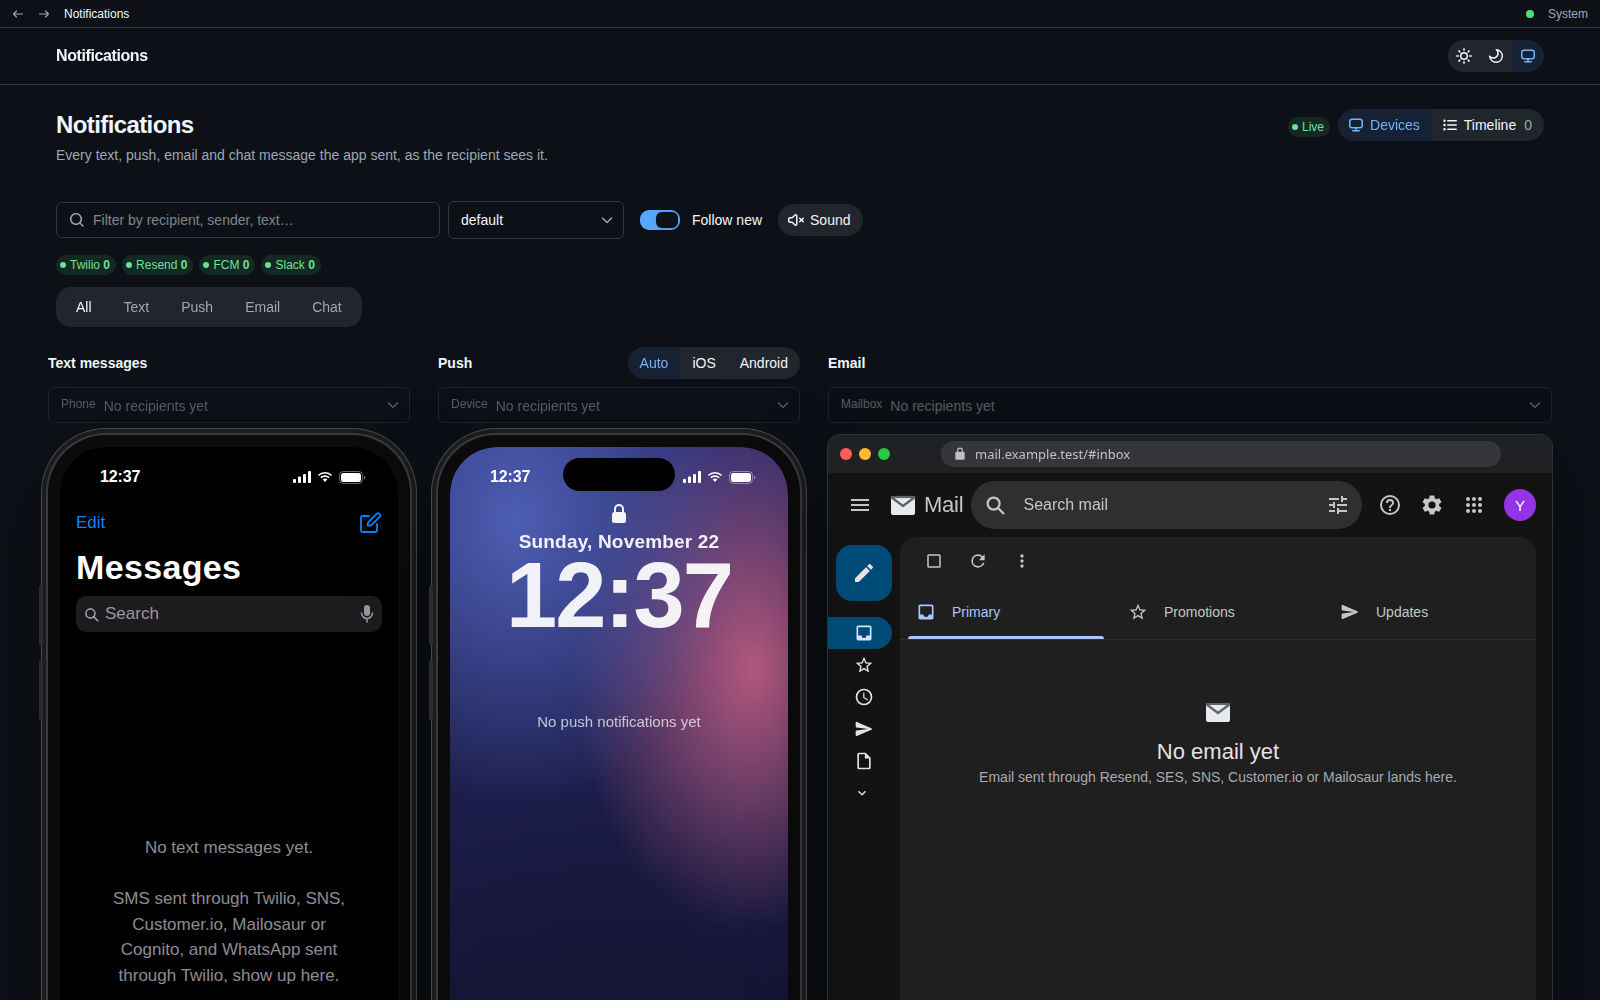 Notifications
System
Notifications
Notifications
Every text, push, email and chat message the app sent, as the recipient sees it.
Live
Devices
Timeline 0
Filter by recipient, sender, text…
default
Follow new
Sound
Twilio 0
Resend 0
FCM 0
Slack 0
All
Text
Push
Email
Chat
Text messages
Phone No recipients yet
12:37
Edit
Messages
Search
No text messages yet.
SMS sent through Twilio, SNS,
Customer.io, Mailosaur or
Cognito, and WhatsApp sent
through Twilio, show up here.
Push
Auto
iOS
Android
Device No recipients yet
12:37
Sunday, November 22
12:37
No push notifications yet
Email
Mailbox No recipients yet
mail.example.test/#inbox
Mail
Search mail
Y
Primary
Promotions
Updates
No email yet
Email sent through Resend, SES, SNS, Customer.io or Mailosaur lands here.